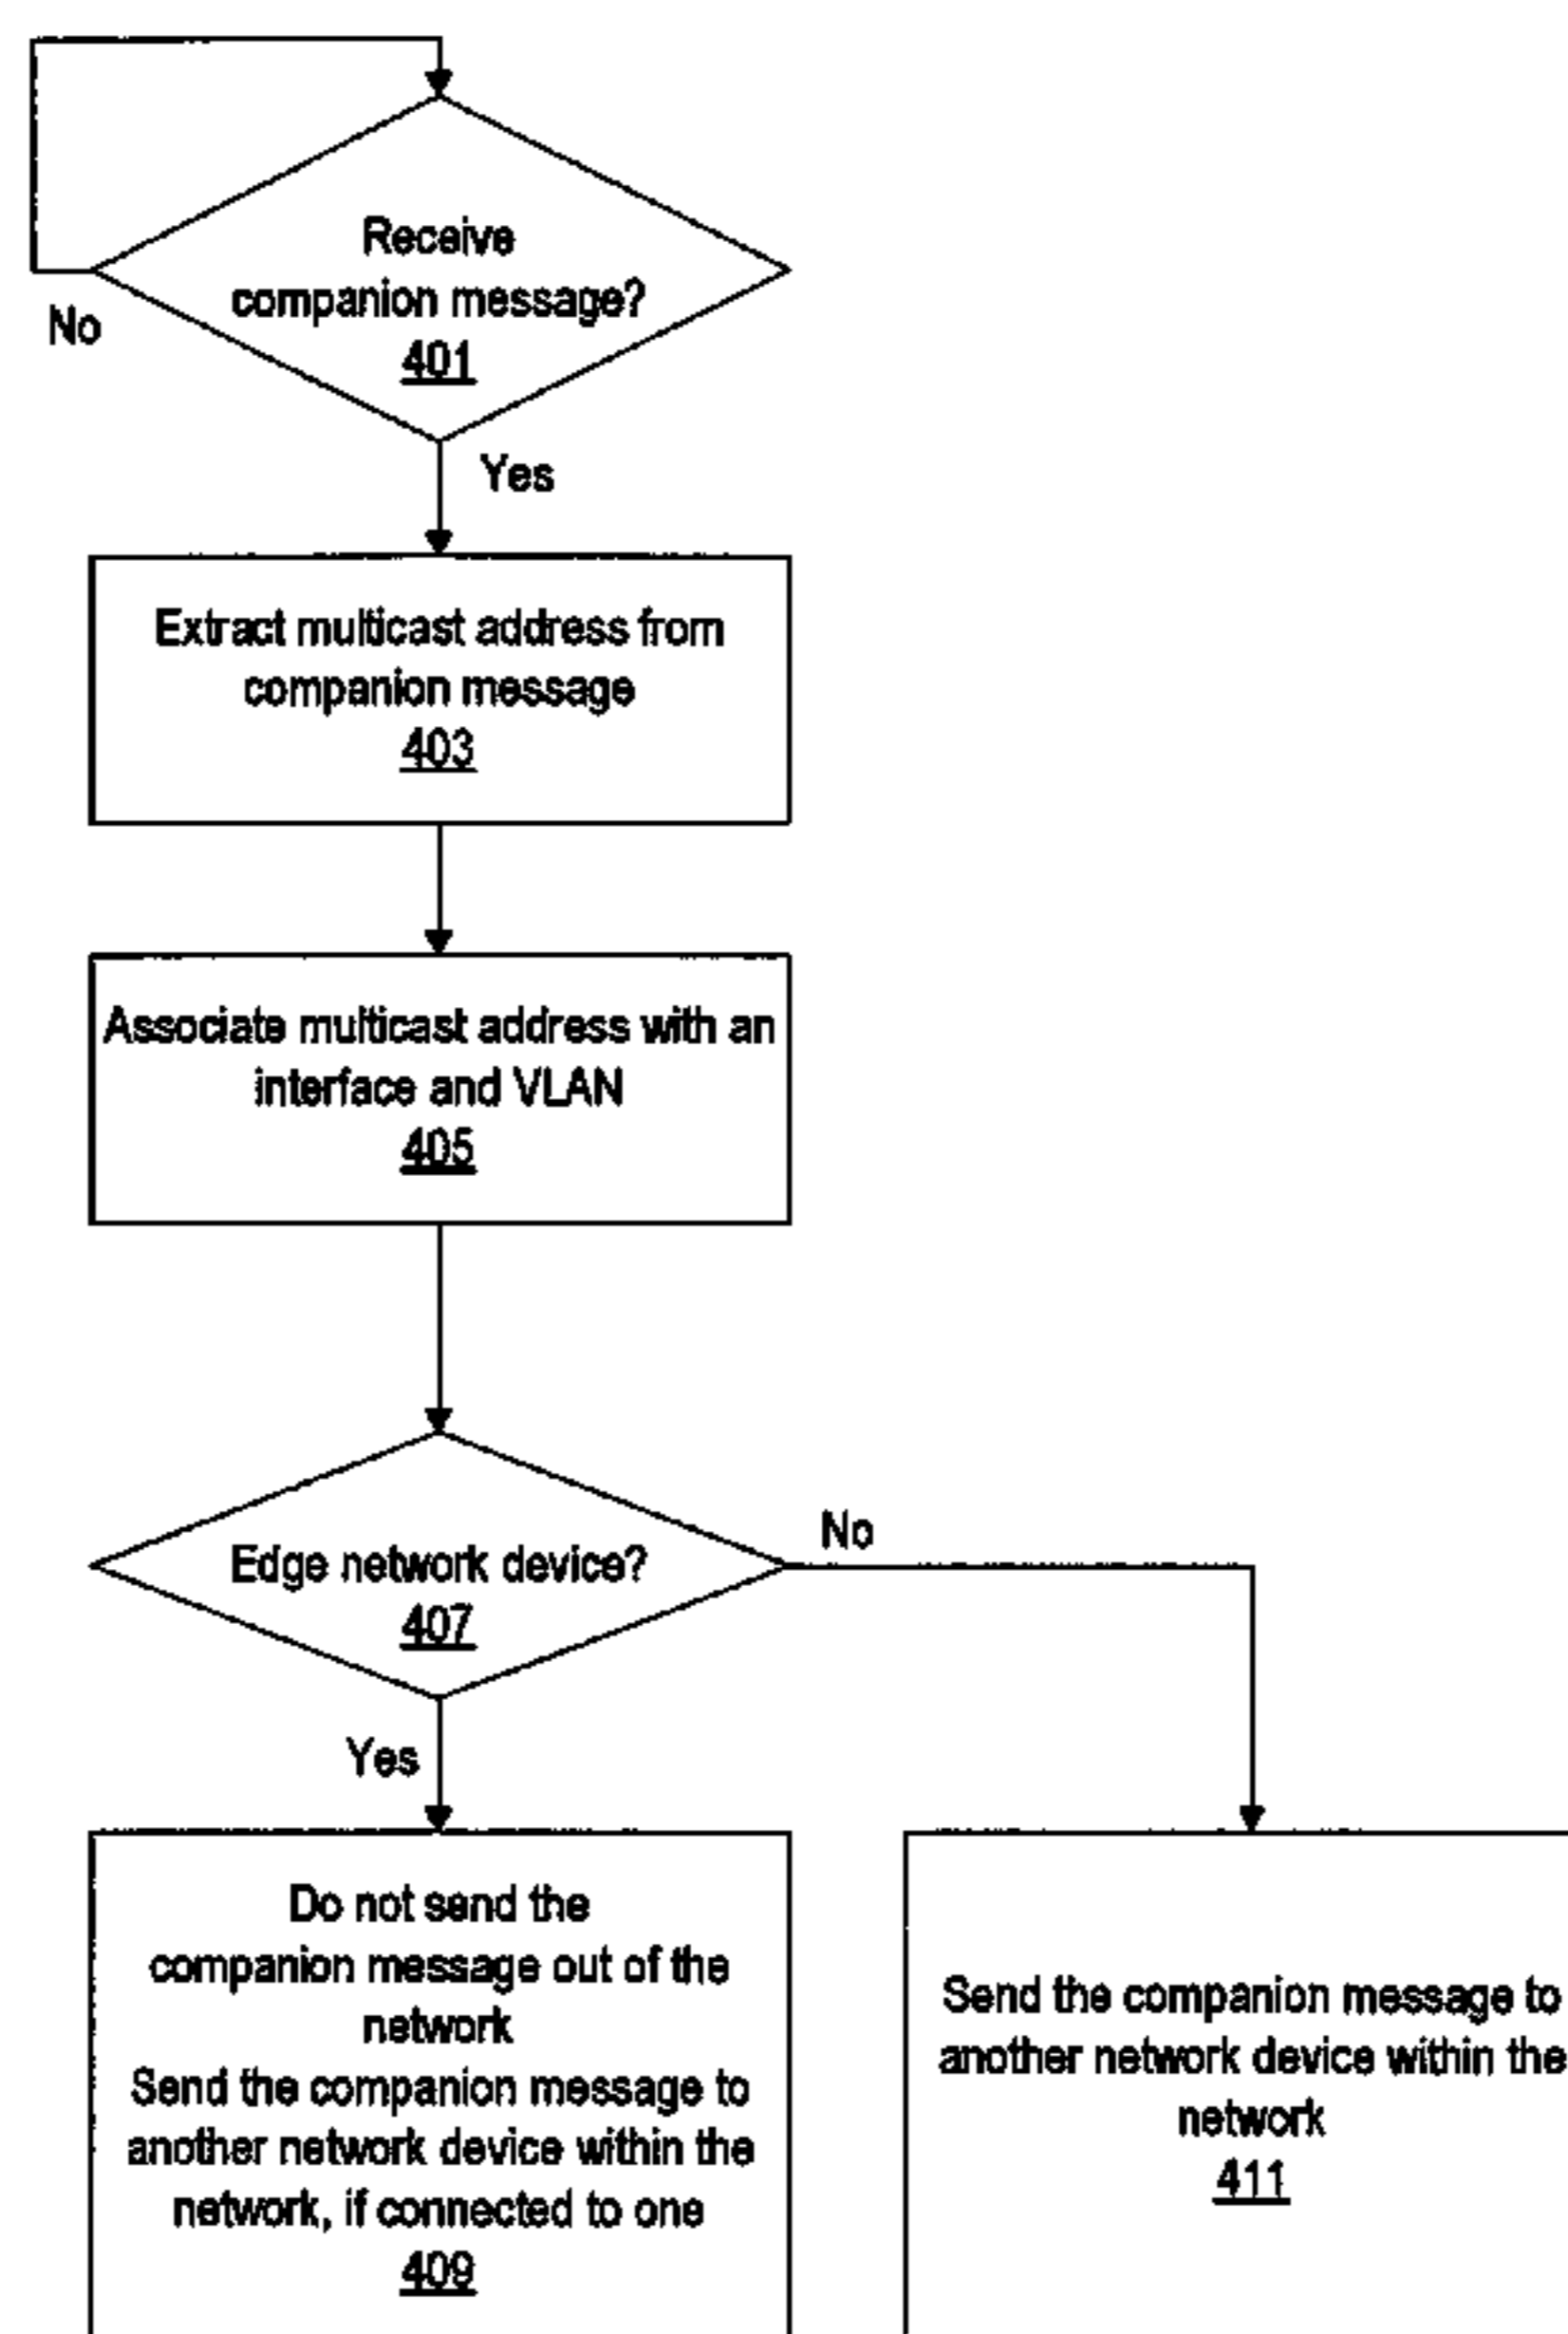 Receive
companion message?
401
No
Yes
Extract multicast address from
companion message
403
Associate multicast address with an
interface and VLAN
405
Edge network device?
407
No
Yes
Do not send the
companion message out of the
network
Send the companion message to
another network device within the
network, if connected to one
409
Send the companion message to
another network device within the
network
411